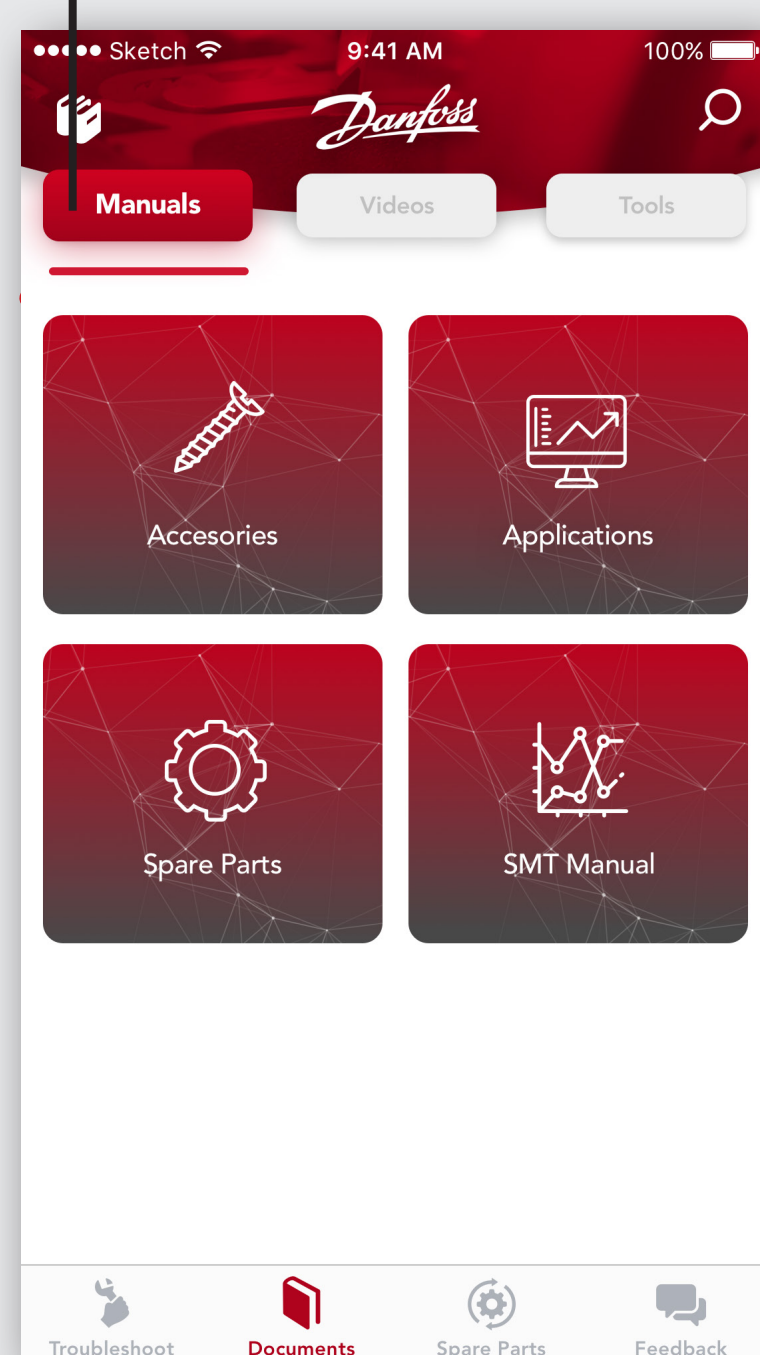 Sketch 9:41 AM 100%
Danfoss
Manuals Videos Tools
Accesories Applications
Spare Parts SMT Manual
Troubleshoot Documents Spare Parts Feedback